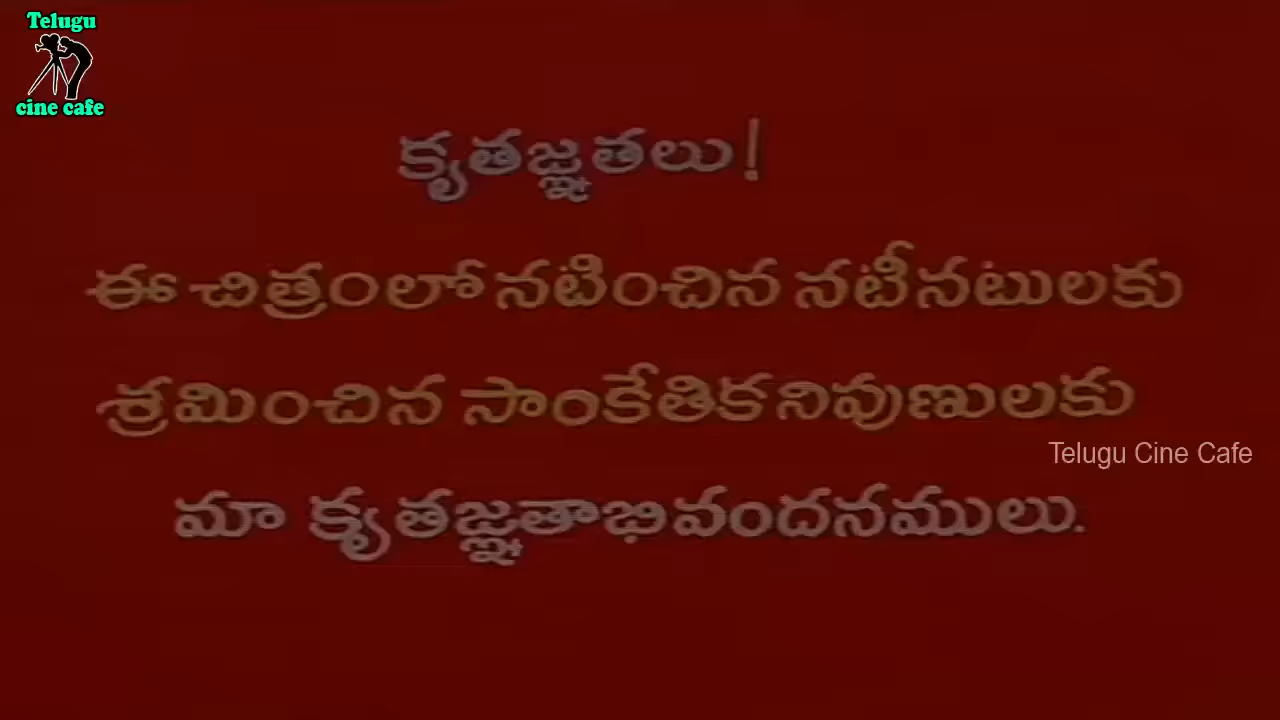 Telugu
cine cafe
కృతజ్ఞతలు!
ఈ చిత్రంలో నటించిన నటీనటులకు
శ్రమించిన సాంకేతిక నిపుణులకు
Telugu Cine Cafe
మా కృతజ్ఞతాభివందనములు.